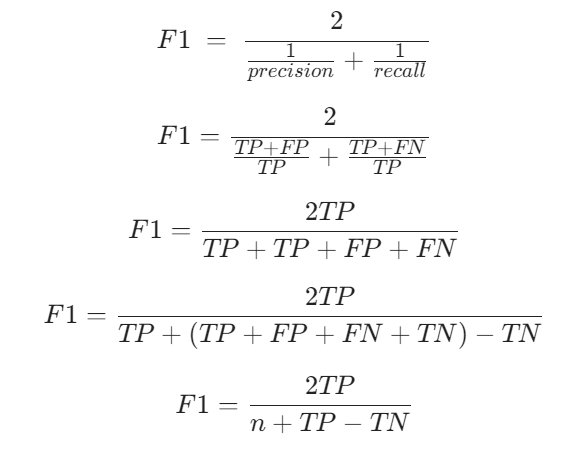 F1 = \frac{2}{\frac{1}{precision} + \frac{1}{recall}}
F1 = \frac{2}{\frac{TP+FP}{TP} + \frac{TP+FN}{TP}}
F1 = \frac{2TP}{TP + TP + FP + FN}
F1 = \frac{2TP}{TP + (TP + FP + FN + TN) - TN}
F1 = \frac{2TP}{n + TP - TN}